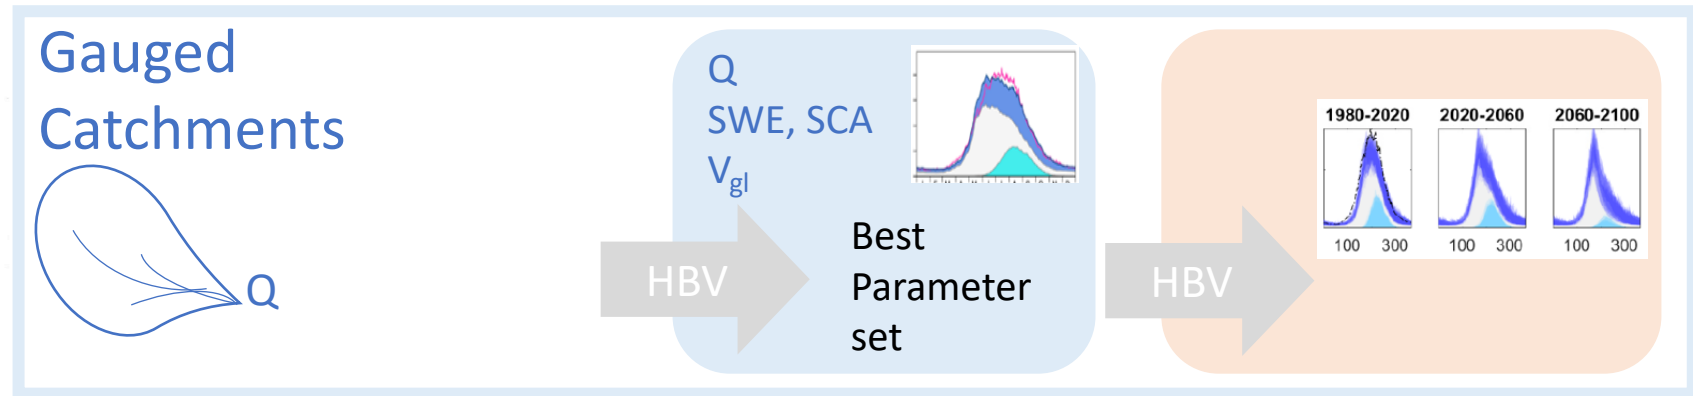 Gauged
Catchments
Q
Q
SWE, SCA
Vgl
HBV
Best
Parameter
set
HBV
1980-2020 2020-2060 2060-2100
100 300 100 300 100 300